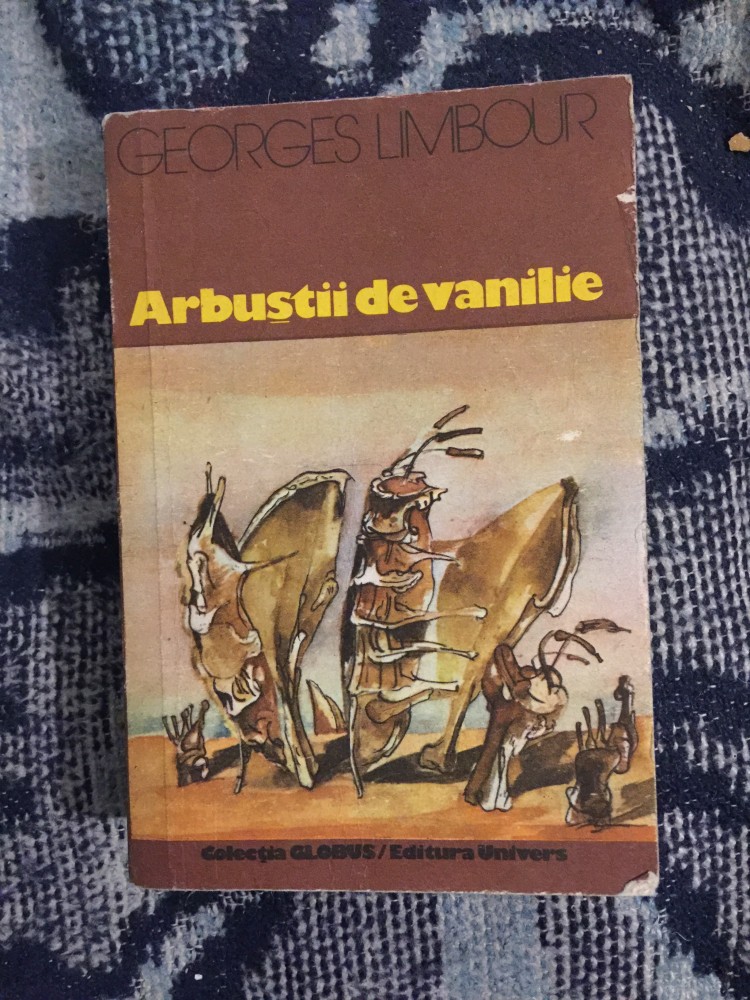 GEORGES LIMBOUR
Arbuștii de vanilie
Colecția GLOBUS/Editura Univers